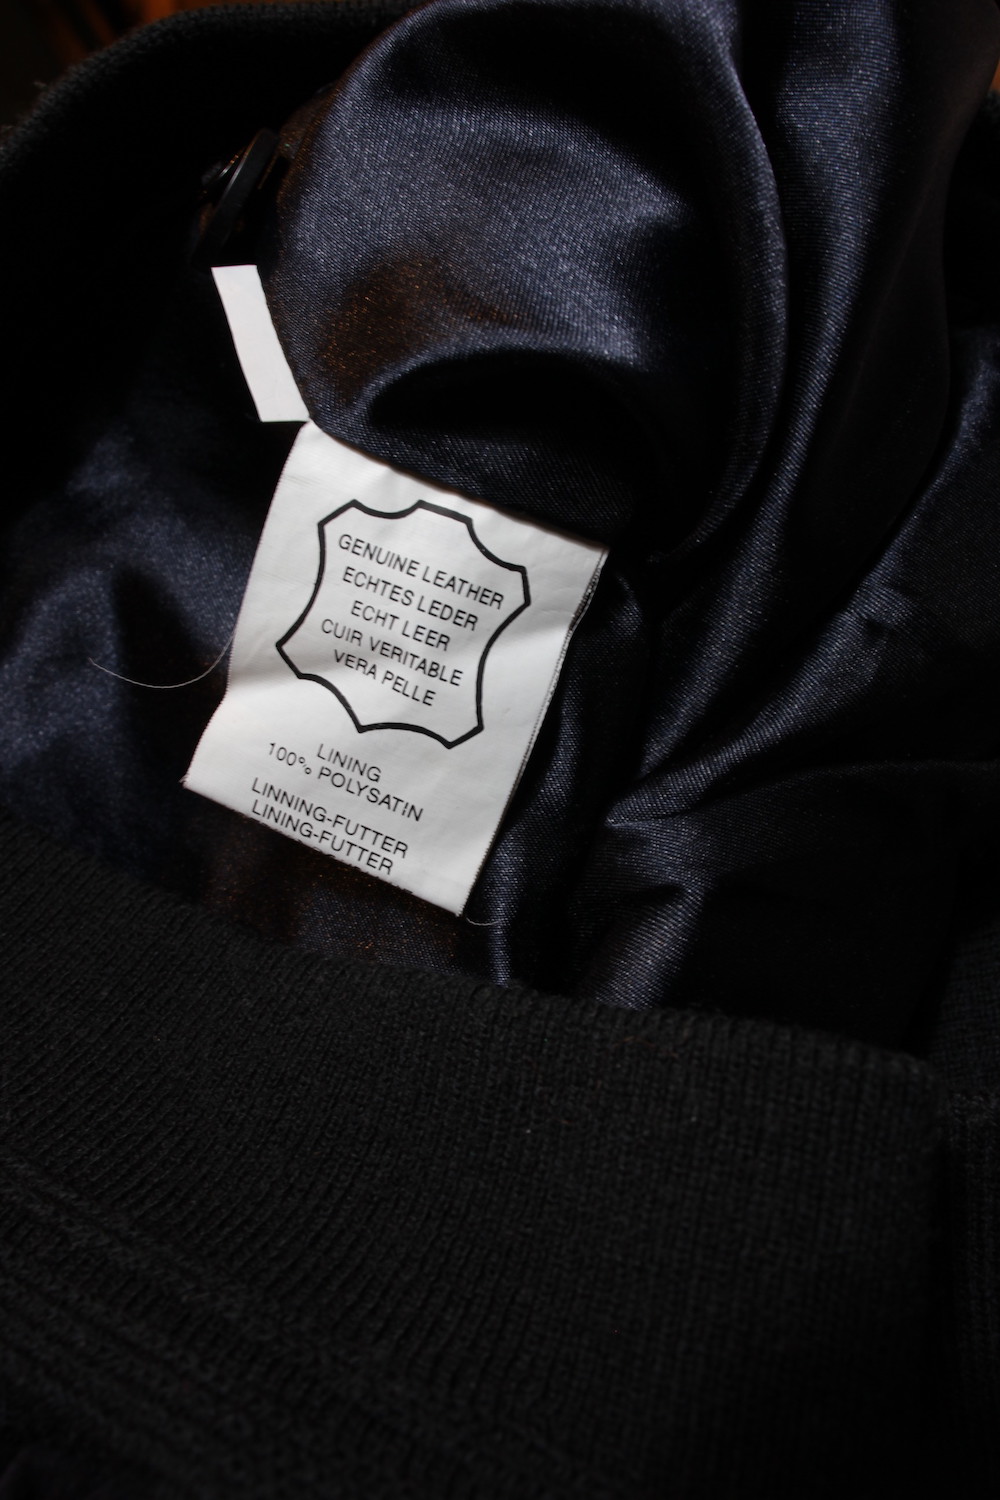 GENUINE LEATHER
ECHTES LEDER
ECHT LEER
CUIR VERITABLE
VERA PELLE
LINING
100% POLYSATIN
LINNING-FUTTER
LINING-FUTTER